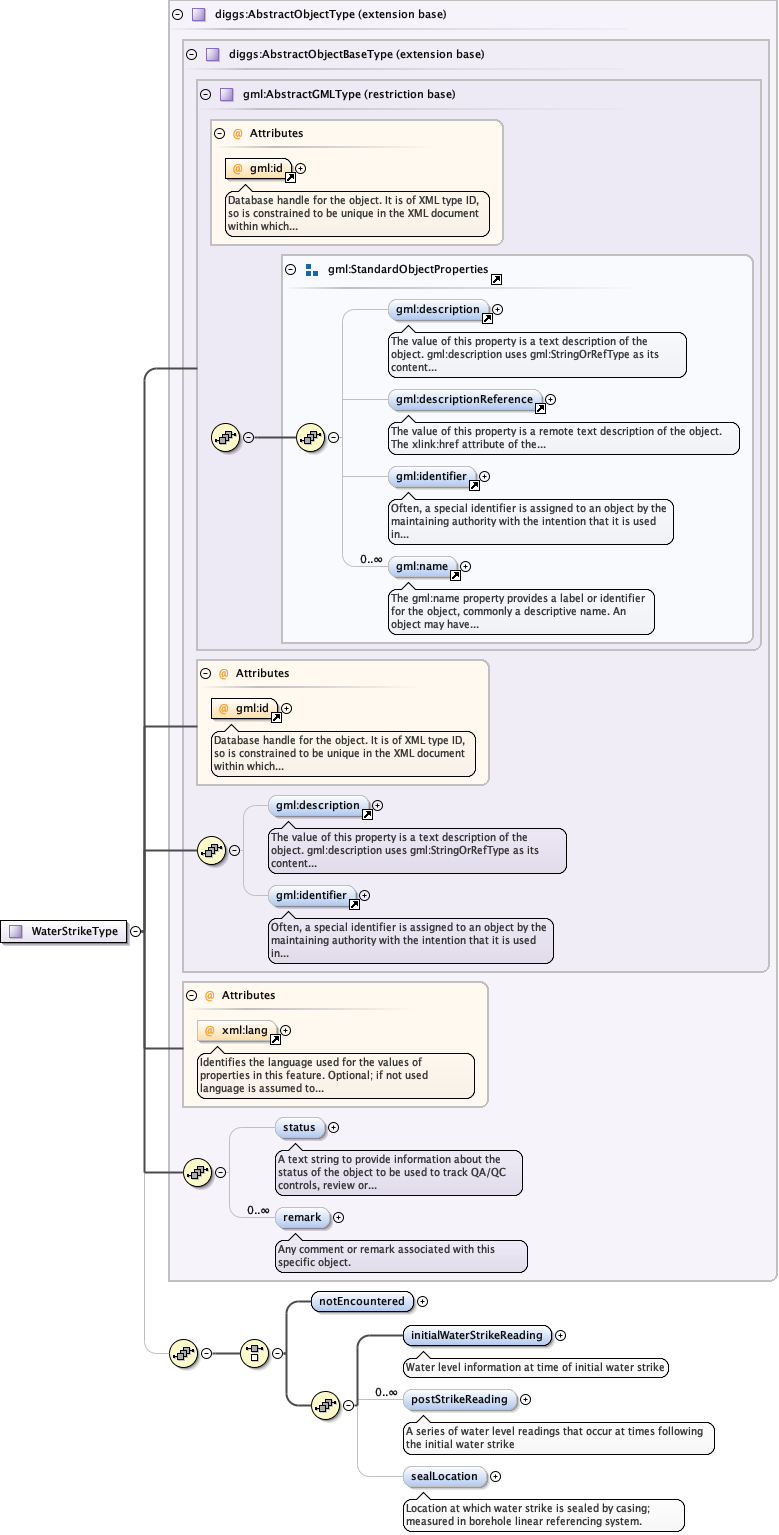 diggs:AbstractObjectType (extension base)
diggs:AbstractObjectBaseType (extension base)
gml:AbstractGMLType (restriction base)
@ Attributes
@ gml:id
Database handle for the object. It is of XML type ID,
so is constrained to be unique in the XML document
within which...
gml:StandardObjectProperties
gml:description
The value of this property is a text description of the
object. gml:description uses gml:StringOrRefType as its
content...
gml:descriptionReference
The value of this property is a remote text description of the object.
The xlink:href attribute of the...
gml:identifier
Often, a special identifier is assigned to an object by the
maintaining authority with the intention that it is used
in...
0..∞
gml:name
The gml:name property provides a label or identifier
for the object, commonly a descriptive name. An
object may have...
@ Attributes
@ gml:id
Database handle for the object. It is of XML type ID,
so is constrained to be unique in the XML document
within which...
gml:description
The value of this property is a text description of the
object. gml:description uses gml:StringOrRefType as its
content...
gml:identifier
Often, a special identifier is assigned to an object by the
maintaining authority with the intention that it is used
in...
WaterStrikeType
@ Attributes
@ xml:lang
Identifies the language used for the values of
properties in this feature. Optional; if not used
language is assumed to...
status
A text string to provide information about the
status of the object to be used to track QA/QC
controls, review or...
0..∞
remark
Any comment or remark associated with this
specific object.
notEncountered
initialWaterStrikeReading
Water level information at time of initial water strike
0..∞
postStrikeReading
A series of water level readings that occur at times following
the initial water strike
sealLocation
Location at which water strike is sealed by casing;
measured in borehole linear referencing system.